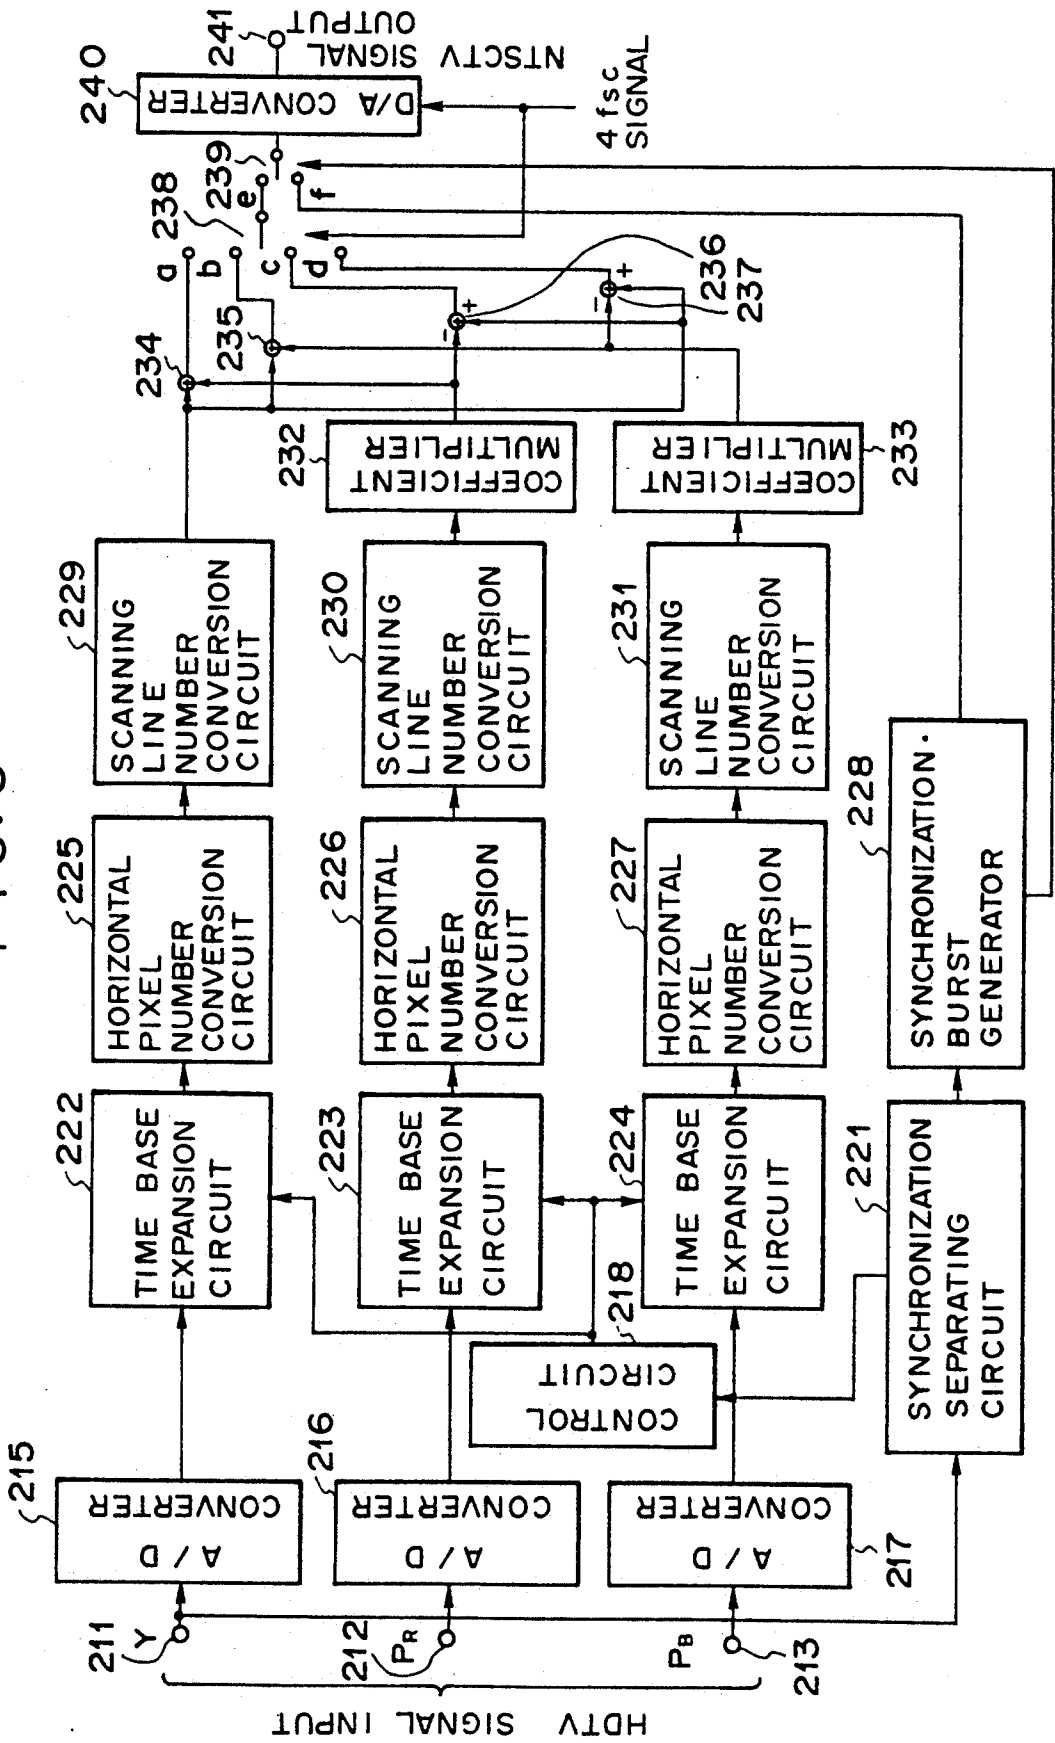 HDTV SIGNAL INPUT
211
Y
212
PR
PB
213
215
A/D
CONVERTER
216
A/D
CONVERTER
A/D
CONVERTER
217
CONTROL
CIRCUIT
218
222
TIME BASE
EXPANSION
CIRCUIT
223
TIME BASE
EXPANSION
CIRCUIT
224
TIME BASE
EXPANSION
CIRCUIT
221
SYNCHRONIZATION
SEPARATING
CIRCUIT
225
HORIZONTAL
PIXEL
NUMBER
CONVERSION
CIRCUIT
226
HORIZONTAL
PIXEL
NUMBER
CONVERSION
CIRCUIT
227
HORIZONTAL
PIXEL
NUMBER
CONVERSION
CIRCUIT
228
SYNCHRONIZATION·
BURST
GENERATOR
229
SCANNING
LINE
NUMBER
CONVERSION
CIRCUIT
230
SCANNING
LINE
NUMBER
CONVERSION
CIRCUIT
231
SCANNING
LINE
NUMBER
CONVERSION
CIRCUIT
232
COEFFICIENT
MULTIPLIER
COEFFICIENT
MULTIPLIER
233
234
+
235
+
- +
236
- +
237
a
b
c
d
238
e
f
239
240
D/A CONVERTER
241
NTSCTV SIGNAL
OUTPUT
4fsc
SIGNAL